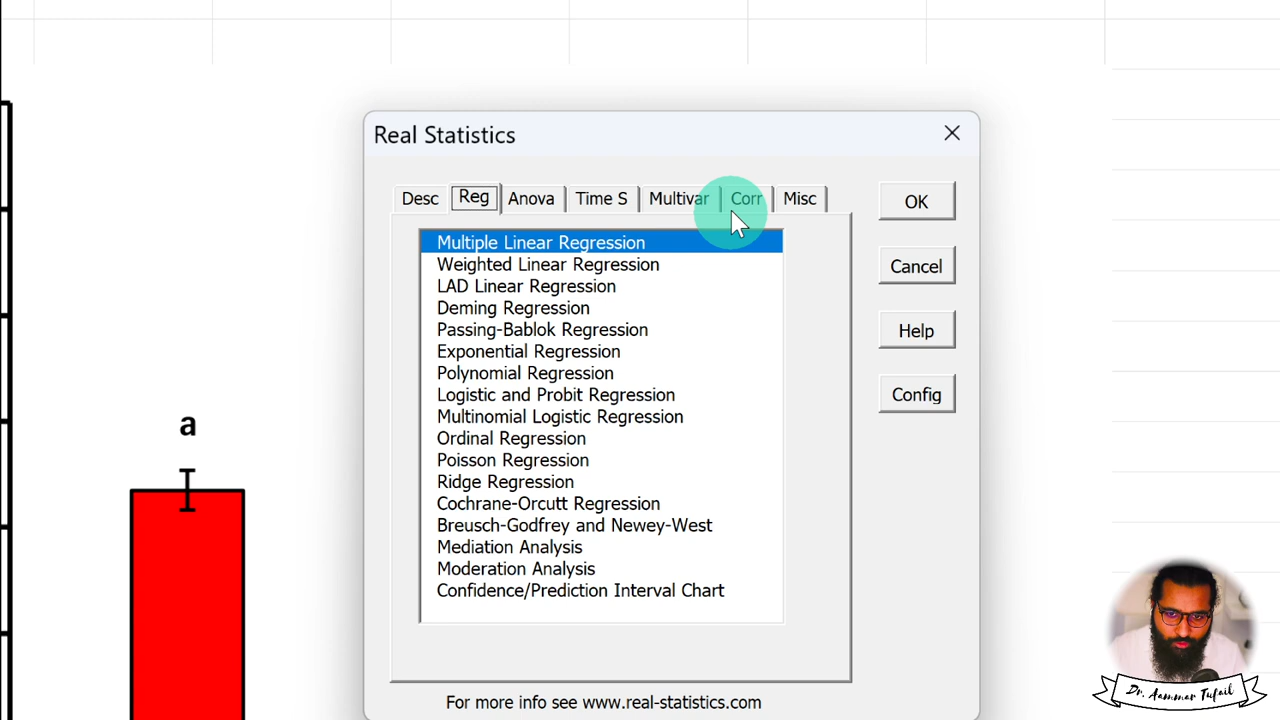 Real Statistics
Desc Reg Anova Time S Multivar Corr Misc
OK
Multiple Linear Regression
Weighted Linear Regression
LAD Linear Regression
Deming Regression
Passing-Bablok Regression
Exponential Regression
Polynomial Regression
Logistic and Probit Regression
Multinomial Logistic Regression
Ordinal Regression
Poisson Regression
Ridge Regression
Cochrane-Orcutt Regression
Breusch-Godfrey and Newey-West
Mediation Analysis
Moderation Analysis
Confidence/Prediction Interval Chart
Cancel
Help
Config
a
For more info see www.real-statistics.com
Dr. Aammar Tufail